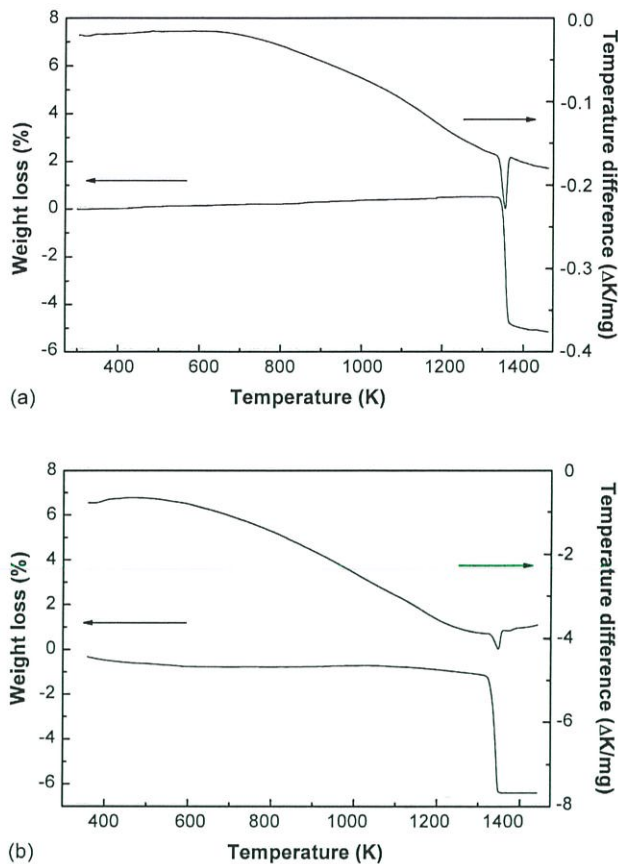 8
6
4
2
0
-2
-4
-6
Weight loss (%)
0.0
-0.1
-0.2
-0.3
-0.4
Temperature difference (ΔK/mg)
400 600 800 1000 1200 1400
Temperature (K)
(a)
8
6
4
2
0
-2
-4
-6
Weight loss (%)
0
-2
-4
-6
-8
Temperature difference (ΔK/mg)
400 600 800 1000 1200 1400
Temperature (K)
(b)